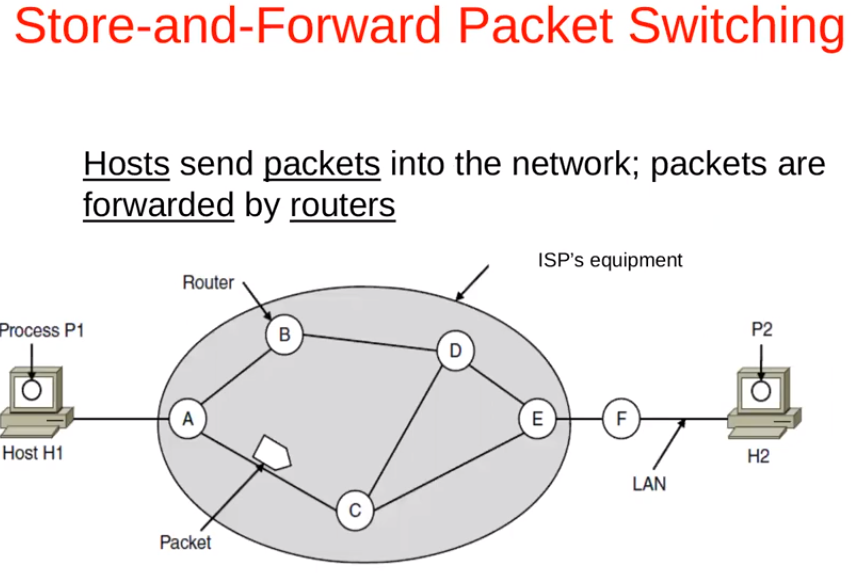 Store-and-Forward Packet Switching
Hosts send packets into the network; packets are
forwarded by routers
ISP's equipment
Router
Process P1
P2
B
D
A
E
F
Host H1
H2
LAN
C
Packet